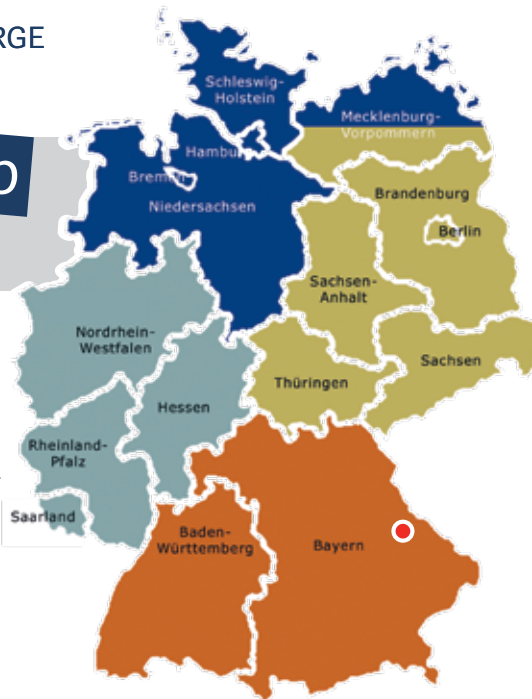 RGE
Schleswig-
Holstein
Mecklenburg-
Vorpommern
Hambu
Bremen
Niedersachsen
Brandenburg
Berlin
Sachsen-
Anhalt
Nordrhein-
Westfalen
Sachsen
Thüringen
Hessen
Rheinland-
Pfalz
Saarland
Baden-
Württemberg
Bayern